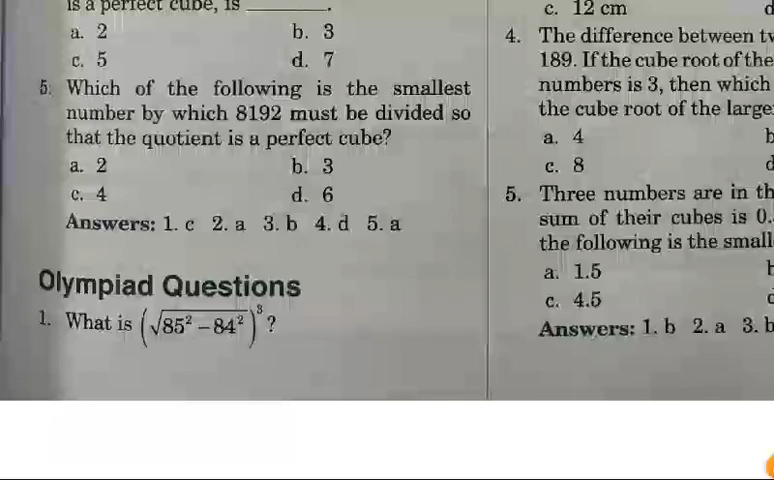 is a perfect cube, is ______.
a. 2 b. 3
c. 5 d. 7
5. Which of the following is the smallest
number by which 8192 must be divided so
that the quotient is a perfect cube?
a. 2 b. 3
c. 4 d. 6
Answers: 1. c 2. a 3. b 4. d 5. a
Olympiad Questions
1. What is (√85² – 84²)³ ?
c. 12 cm
4. The difference between
189. If the cube root of the
numbers is 3, then which
the cube root of the
a. 4
c. 8
5. Three numbers are in
sum of their cubes is 0.
the following is the
a. 1.5
c. 4.5
Answers: 1. b 2. a 3. b